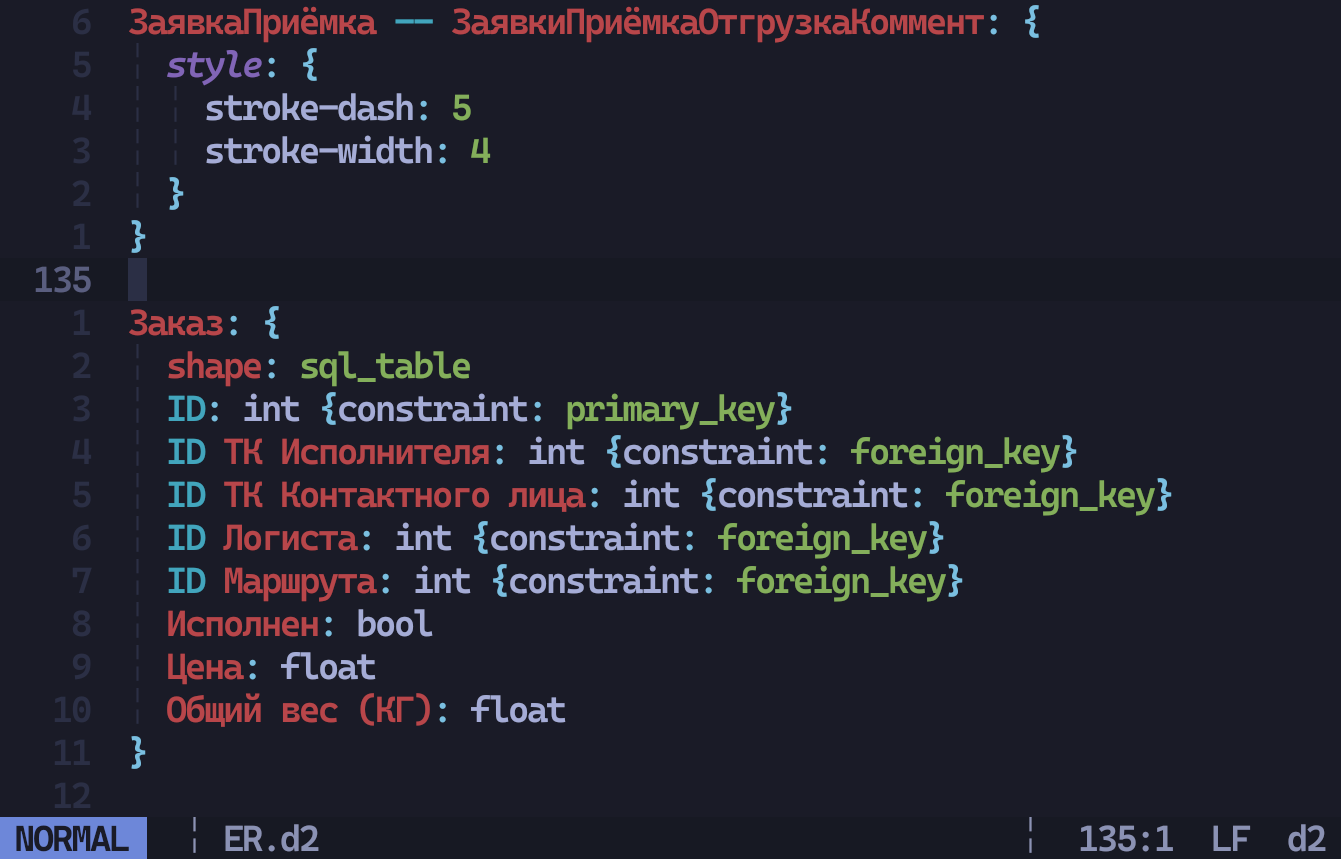 6 ЗаявкаПриёмка -- ЗаявкиПриёмкаОтгрузкаКоммент: {
5 style: {
4 stroke-dash: 5
3 stroke-width: 4
2 }
1 }
135
1 Заказ: {
2 shape: sql_table
3 ID: int {constraint: primary_key}
4 ID ТК Исполнителя: int {constraint: foreign_key}
5 ID ТК Контактного лица: int {constraint: foreign_key}
6 ID Логиста: int {constraint: foreign_key}
7 ID Маршрута: int {constraint: foreign_key}
8 Исполнен: bool
9 Цена: float
10 Общий вес (КГ): float
11 }
12
NORMAL ER.d2 135:1 LF d2